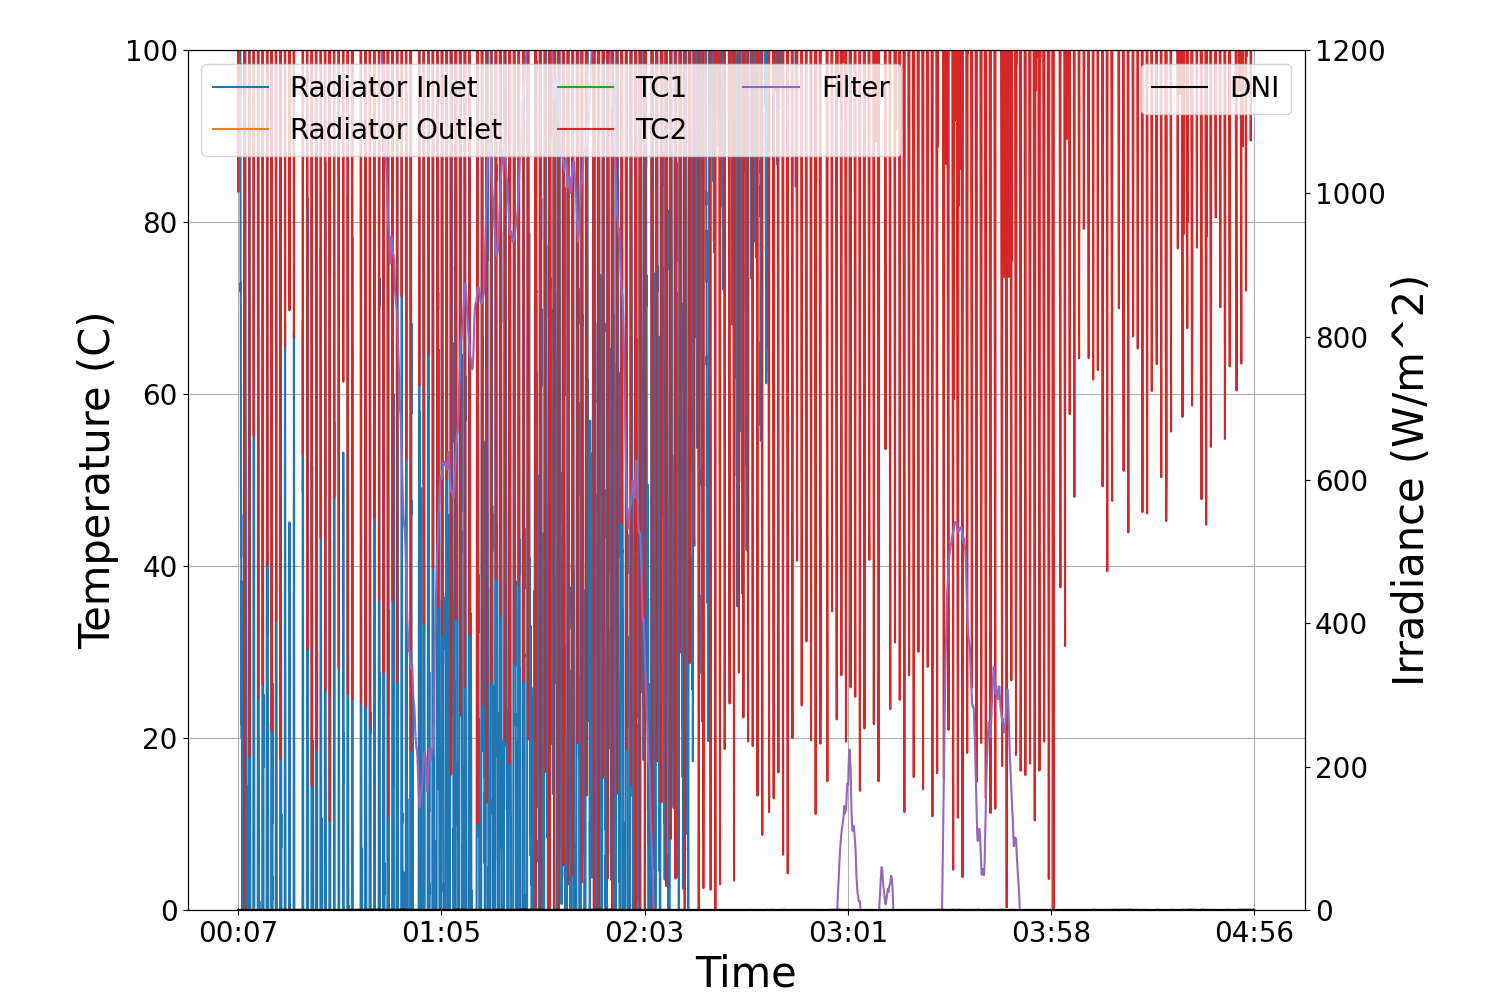 Radiator Inlet
Radiator Outlet
TC1
TC2
Filter
DNI
Temperature (C)
100
80
60
40
20
0
Irradiance (W/m^2)
1200
1000
800
600
400
200
0
00:07
01:05
02:03
03:01
03:58
04:56
Time